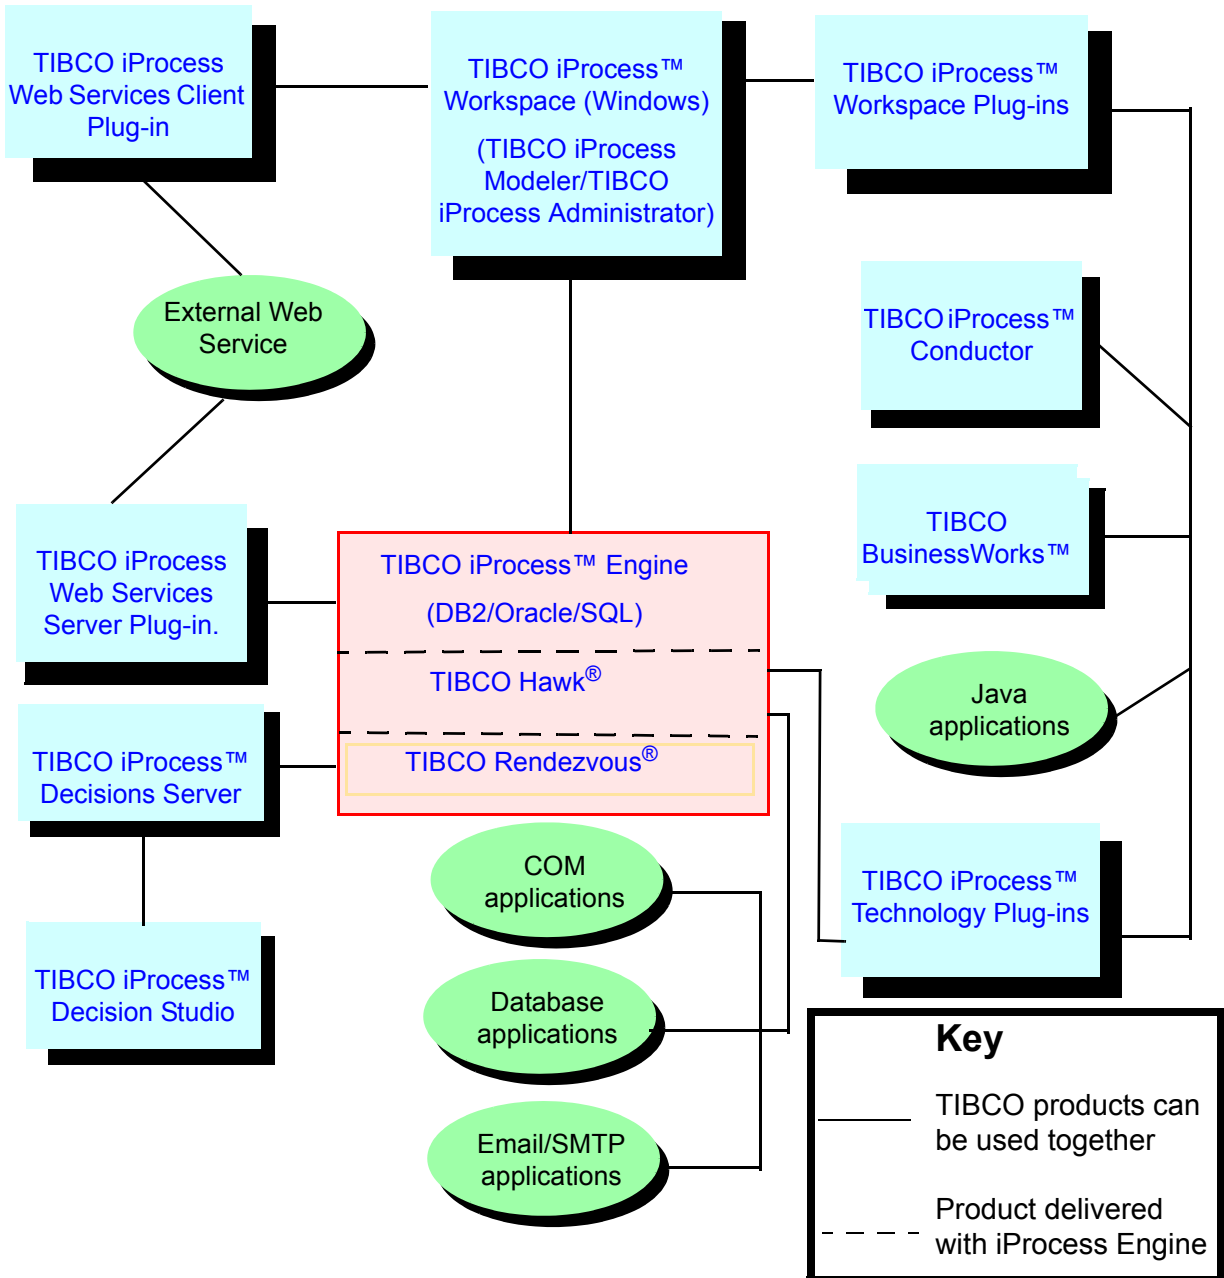 TIBCO iProcess
Web Services Client
Plug-in
TIBCO iProcess™
Workspace (Windows)
(TIBCO iProcess
Modeler/TIBCO
iProcess Administrator)
TIBCO iProcess™
Workspace Plug-ins
External Web
Service
TIBCO iProcess™
Conductor
TIBCO
BusinessWorks™
TIBCO iProcess
Web Services
Server Plug-in.
TIBCO iProcess™ Engine
(DB2/Oracle/SQL)
TIBCO Hawk®
TIBCO Rendezvous®
Java
applications
TIBCO iProcess™
Decisions Server
COM
applications
TIBCO iProcess™
Technology Plug-ins
TIBCO iProcess™
Decision Studio
Database
applications
Email/SMTP
applications
Key
TIBCO products can
be used together
Product delivered
with iProcess Engine